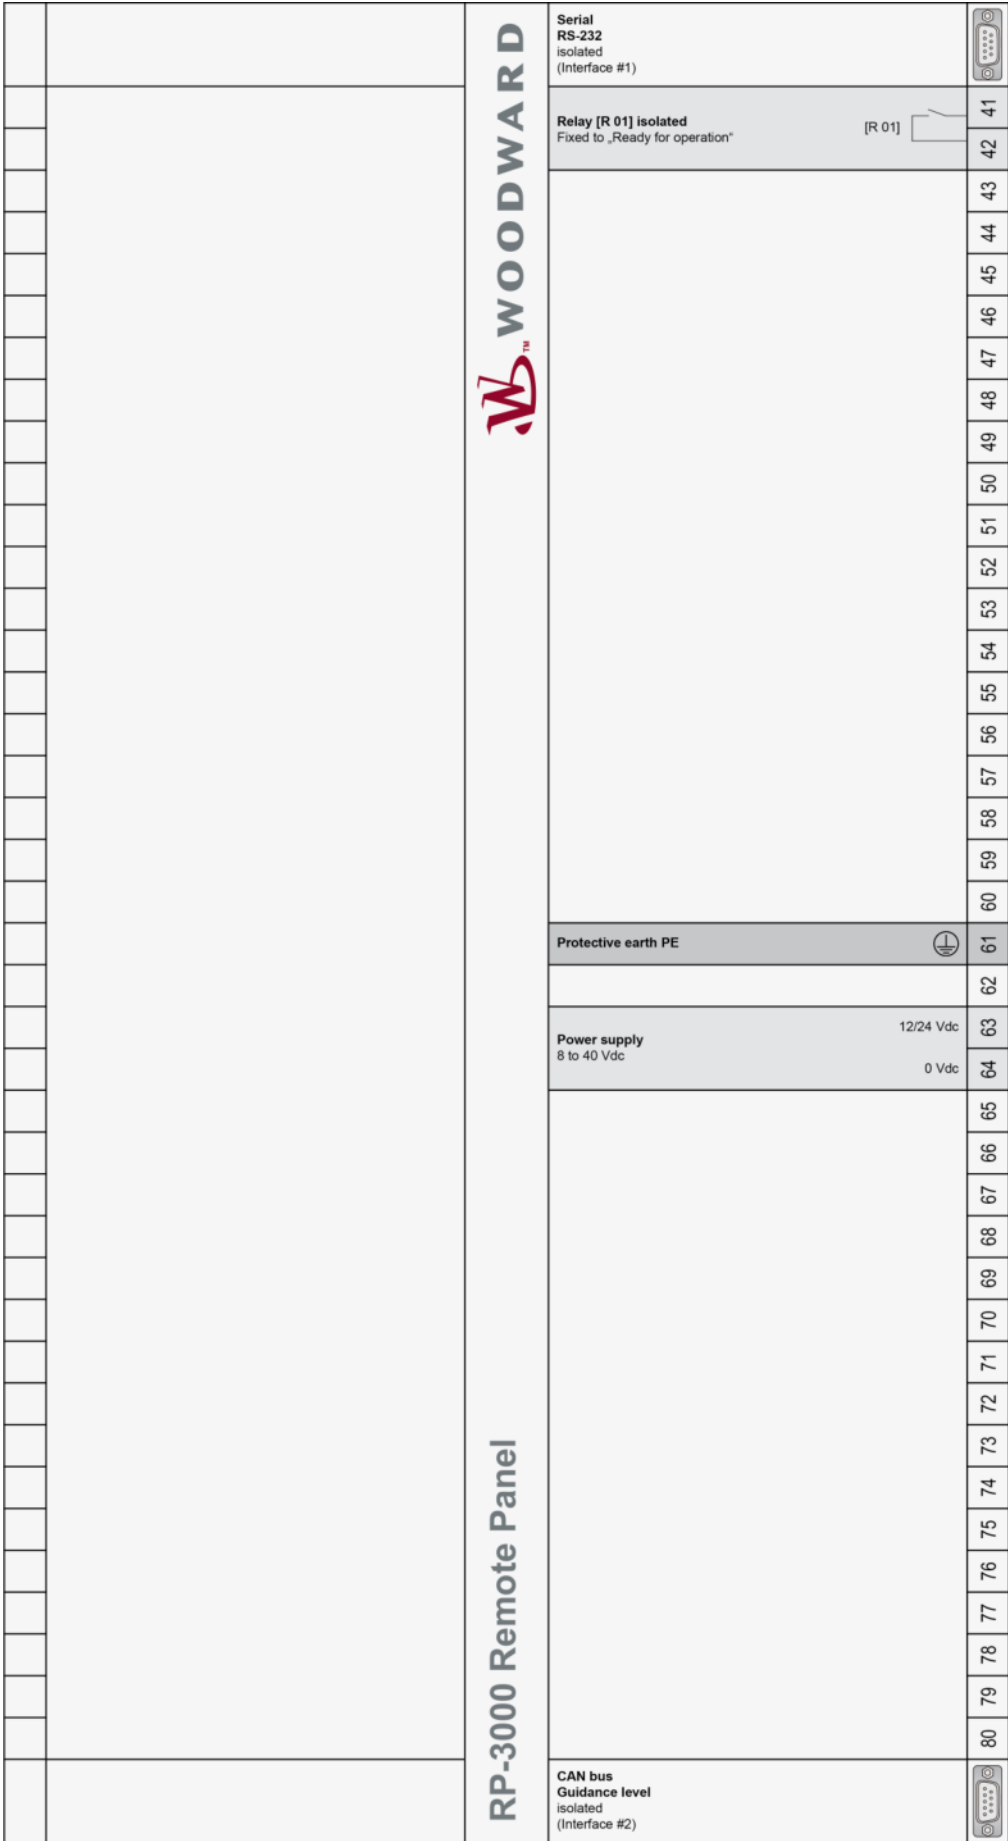 Serial
RS-232
isolated
(Interface #1)
WOODWARD
TM
Relay [R 01] isolated
Fixed to „Ready for operation“
[R 01]
41
42
43
44
45
46
47
48
49
50
51
52
53
54
55
56
57
58
59
60
Protective earth PE
61
62
Power supply
8 to 40 Vdc
12/24 Vdc
63
0 Vdc
64
65
66
67
68
69
70
71
72
73
74
75
76
77
78
79
80
RP-3000 Remote Panel
CAN bus
Guidance level
isolated
(Interface #2)